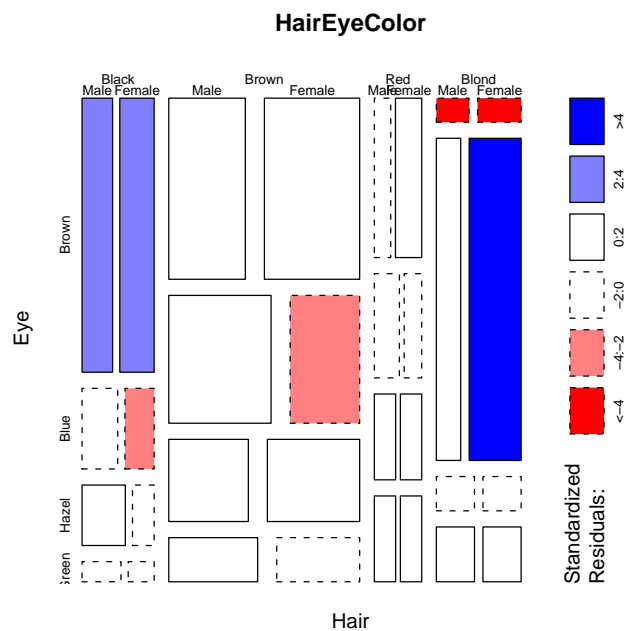 HairEyeColor
Black Brown Red Blond
Male Female Male Female Male Female Male Female
Brown
Blue
Hazel
Green
Eye
Hair
>4
2:4
0:2
−2:0
−4:−2
<−4
Standardized
Residuals: